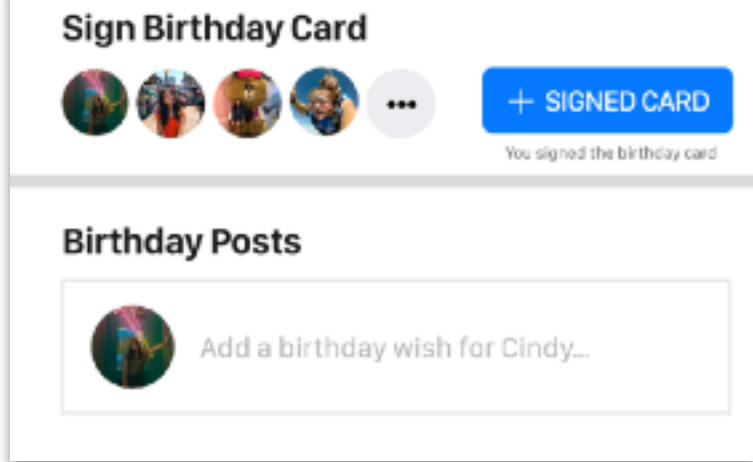 Sign Birthday Card
•••
+ SIGNED CARD
You signed the birthday card
Birthday Posts
Add a birthday wish for Cindy...